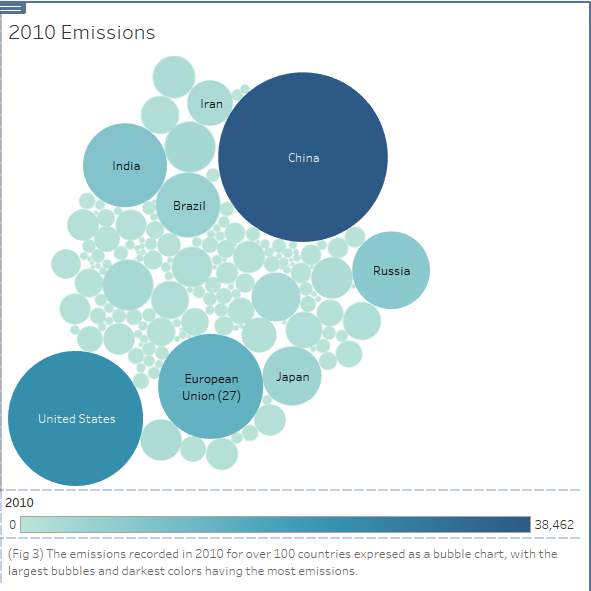 2010 Emissions
Iran
China
India
Brazil
Russia
European
Union (27)
Japan
United States
2010
0
38,462
(Fig 3) The emissions recorded in 2010 for over 100 countries expresed as a bubble chart, with the
largest bubbles and darkest colors having the most emissions.